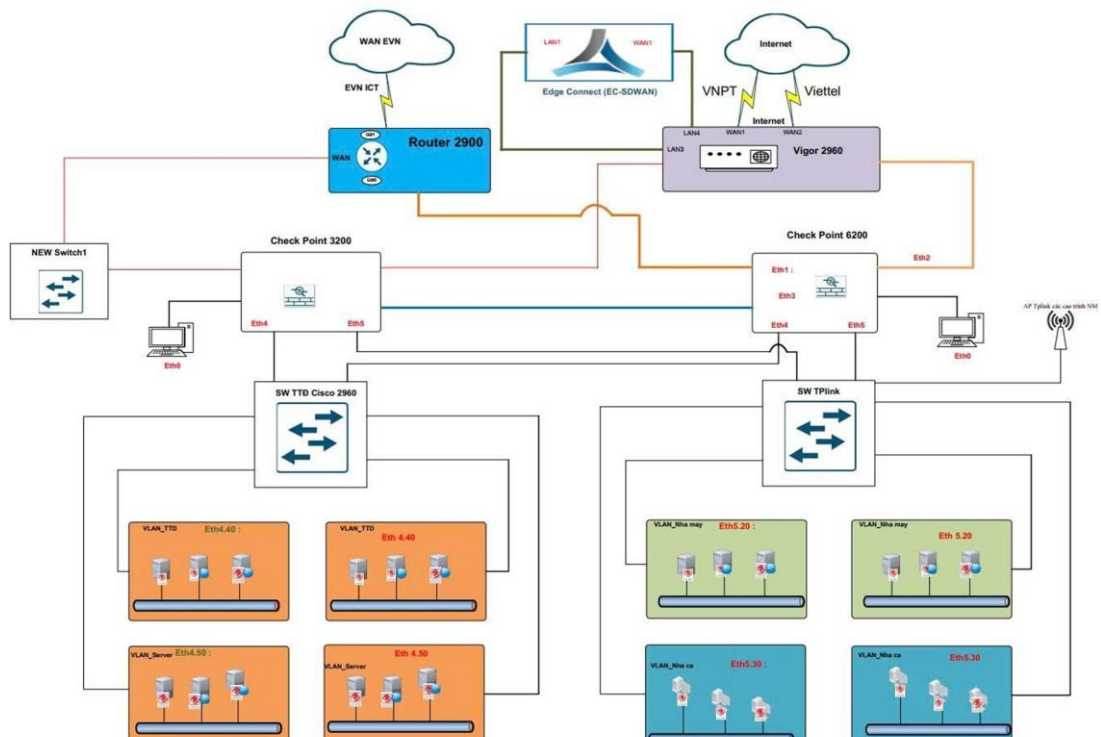 WAN EVN
EVN ICT
LAN1
WAN1
Edge Connect (EC-SDWAN)
Internet
VNPT
Viettel
Internet
LAN4
WAN1
WAN2
LAN3
Vigor 2960
Router 2900
WAN
NEW Switch1
Check Point 3200
Eth4
Eth5
Eth0
Check Point 6200
Eth1 :
Eth2
Eth3
Eth4
Eth5
Eth0
AP Tplink các cao trình NM
SW TTĐ Cisco 2960
SW TPlink
VLAN_TTD
Eth4.40 :
VLAN_TTD
Eth 4.40
VLAN_Nha may
Eth5.20 :
VLAN_Nha may
Eth 5.20
VLAN_Server
Eth4.50 :
VLAN_Server
Eth 4.50
VLAN_Nha ca
Eth5.30 :
VLAN_Nha ca
Eth5.30